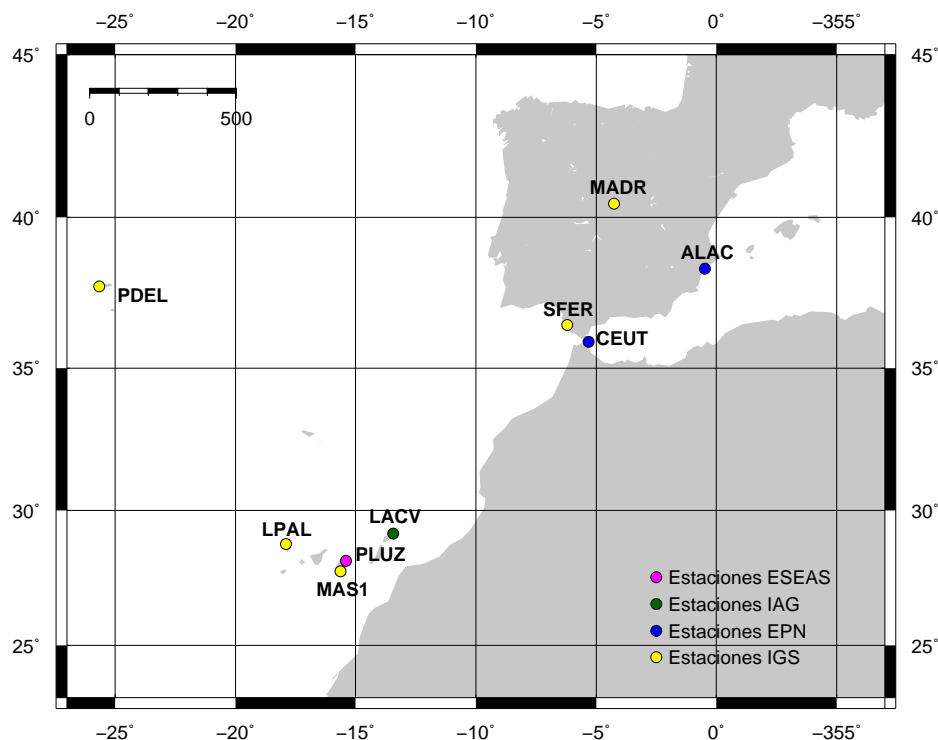 −25˚ −20˚ −15˚ −10˚ −5˚ 0˚ −355˚
45˚ 45˚
0 500
MADR
40˚ 40˚
ALAC
PDEL
SFER
CEUT
35˚ 35˚
30˚ 30˚
LACV
LPAL
PLUZ
MAS1
Estaciones ESEAS
Estaciones IAG
Estaciones EPN
25˚ 25˚
Estaciones IGS
−25˚ −20˚ −15˚ −10˚ −5˚ 0˚ −355˚